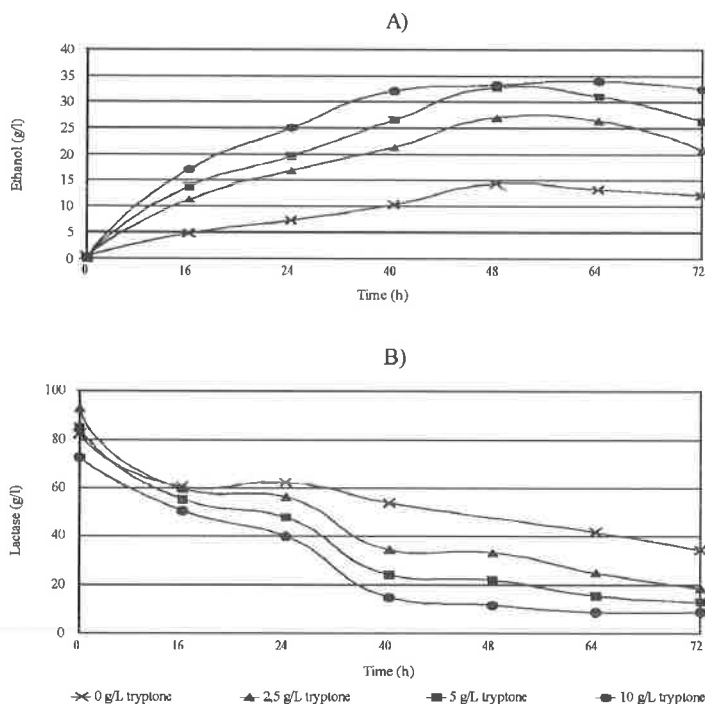 A)
40
35
30
25
20
15
10
5
0
Ethanol (g/l)
0 16 24 40 48 64 72
Time (h)
B)
100
80
60
40
20
0
Lactase (g/l)
0 16 24 40 48 64 72
Time (h)
0 g/L tryptone 2,5 g/L tryptone 5 g/L tryptone 10 g/L tryptone